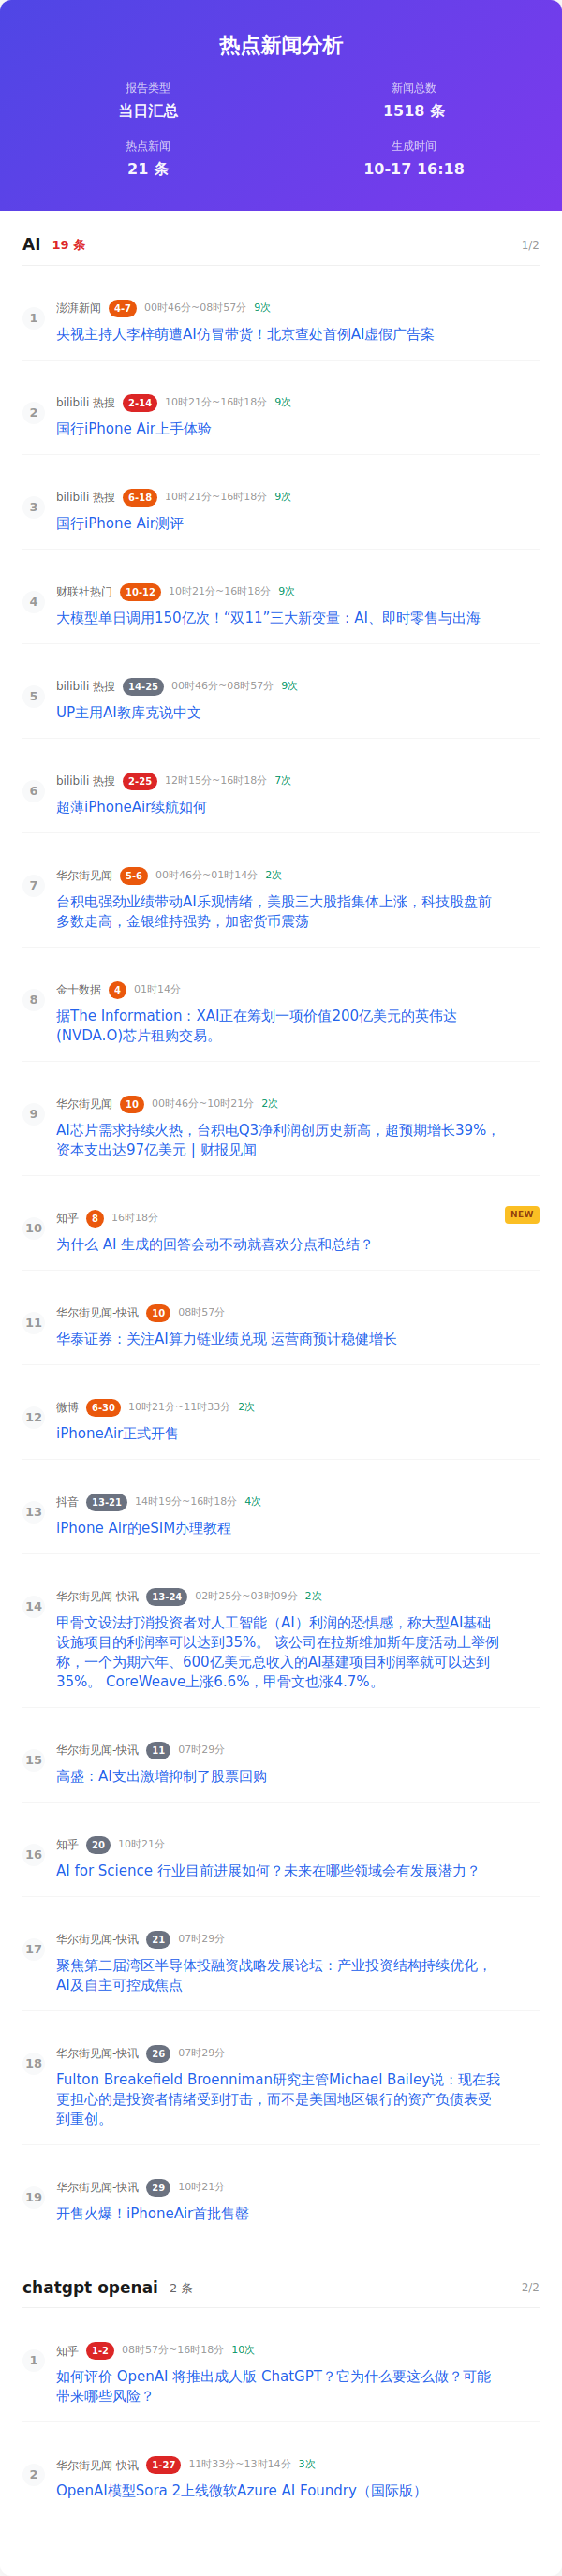 热点新闻分析
报告类型
新闻总数
当日汇总
1518 条
热点新闻
生成时间
21 条
10-17 16:18
AI 19 条 1/2
1
澎湃新闻 4-7 00时46分~08时57分 9次
央视主持人李梓萌遭AI仿冒带货！北京查处首例AI虚假广告案
2
bilibili 热搜 2-14 10时21分~16时18分 9次
国行iPhone Air上手体验
3
bilibili 热搜 6-18 10时21分~16时18分 9次
国行iPhone Air测评
4
财联社热门 10-12 10时21分~16时18分 9次
大模型单日调用150亿次！“双11”三大新变量：AI、即时零售与出海
5
bilibili 热搜 14-25 00时46分~08时57分 9次
UP主用AI教库克说中文
6
bilibili 热搜 2-25 12时15分~16时18分 7次
超薄iPhoneAir续航如何
7
华尔街见闻 5-6 00时46分~01时14分 2次
台积电强劲业绩带动AI乐观情绪，美股三大股指集体上涨，科技股盘前
多数走高，金银维持强势，加密货币震荡
8
金十数据 4 01时14分
据The Information：XAI正在筹划一项价值200亿美元的英伟达
(NVDA.O)芯片租购交易。
9
华尔街见闻 10 00时46分~10时21分 2次
AI芯片需求持续火热，台积电Q3净利润创历史新高，超预期增长39%，
资本支出达97亿美元 | 财报见闻
10
知乎 8 16时18分 NEW
为什么 AI 生成的回答会动不动就喜欢分点和总结？
11
华尔街见闻-快讯 10 08时57分
华泰证券：关注AI算力链业绩兑现 运营商预计稳健增长
12
微博 6-30 10时21分~11时33分 2次
iPhoneAir正式开售
13
抖音 13-21 14时19分~16时18分 4次
iPhone Air的eSIM办理教程
14
华尔街见闻-快讯 13-24 02时25分~03时09分 2次
甲骨文设法打消投资者对人工智能（AI）利润的恐惧感，称大型AI基础
设施项目的利润率可以达到35%。 该公司在拉斯维加斯年度活动上举例
称，一个为期六年、600亿美元总收入的AI基建项目利润率就可以达到
35%。 CoreWeave上涨6.6%，甲骨文也涨4.7%。
15
华尔街见闻-快讯 11 07时29分
高盛：AI支出激增抑制了股票回购
16
知乎 20 10时21分
AI for Science 行业目前进展如何？未来在哪些领域会有发展潜力？
17
华尔街见闻-快讯 21 07时29分
聚焦第二届湾区半导体投融资战略发展论坛：产业投资结构持续优化，
AI及自主可控成焦点
18
华尔街见闻-快讯 26 07时29分
Fulton Breakefield Broenniman研究主管Michael Bailey说：现在我
更担心的是投资者情绪受到打击，而不是美国地区银行的资产负债表受
到重创。
19
华尔街见闻-快讯 29 10时21分
开售火爆！iPhoneAir首批售罄
chatgpt openai 2 条 2/2
1
知乎 1-2 08时57分~16时18分 10次
如何评价 OpenAI 将推出成人版 ChatGPT？它为什么要这么做？可能
带来哪些风险？
2
华尔街见闻-快讯 1-27 11时33分~13时14分 3次
OpenAI模型Sora 2上线微软Azure AI Foundry（国际版）